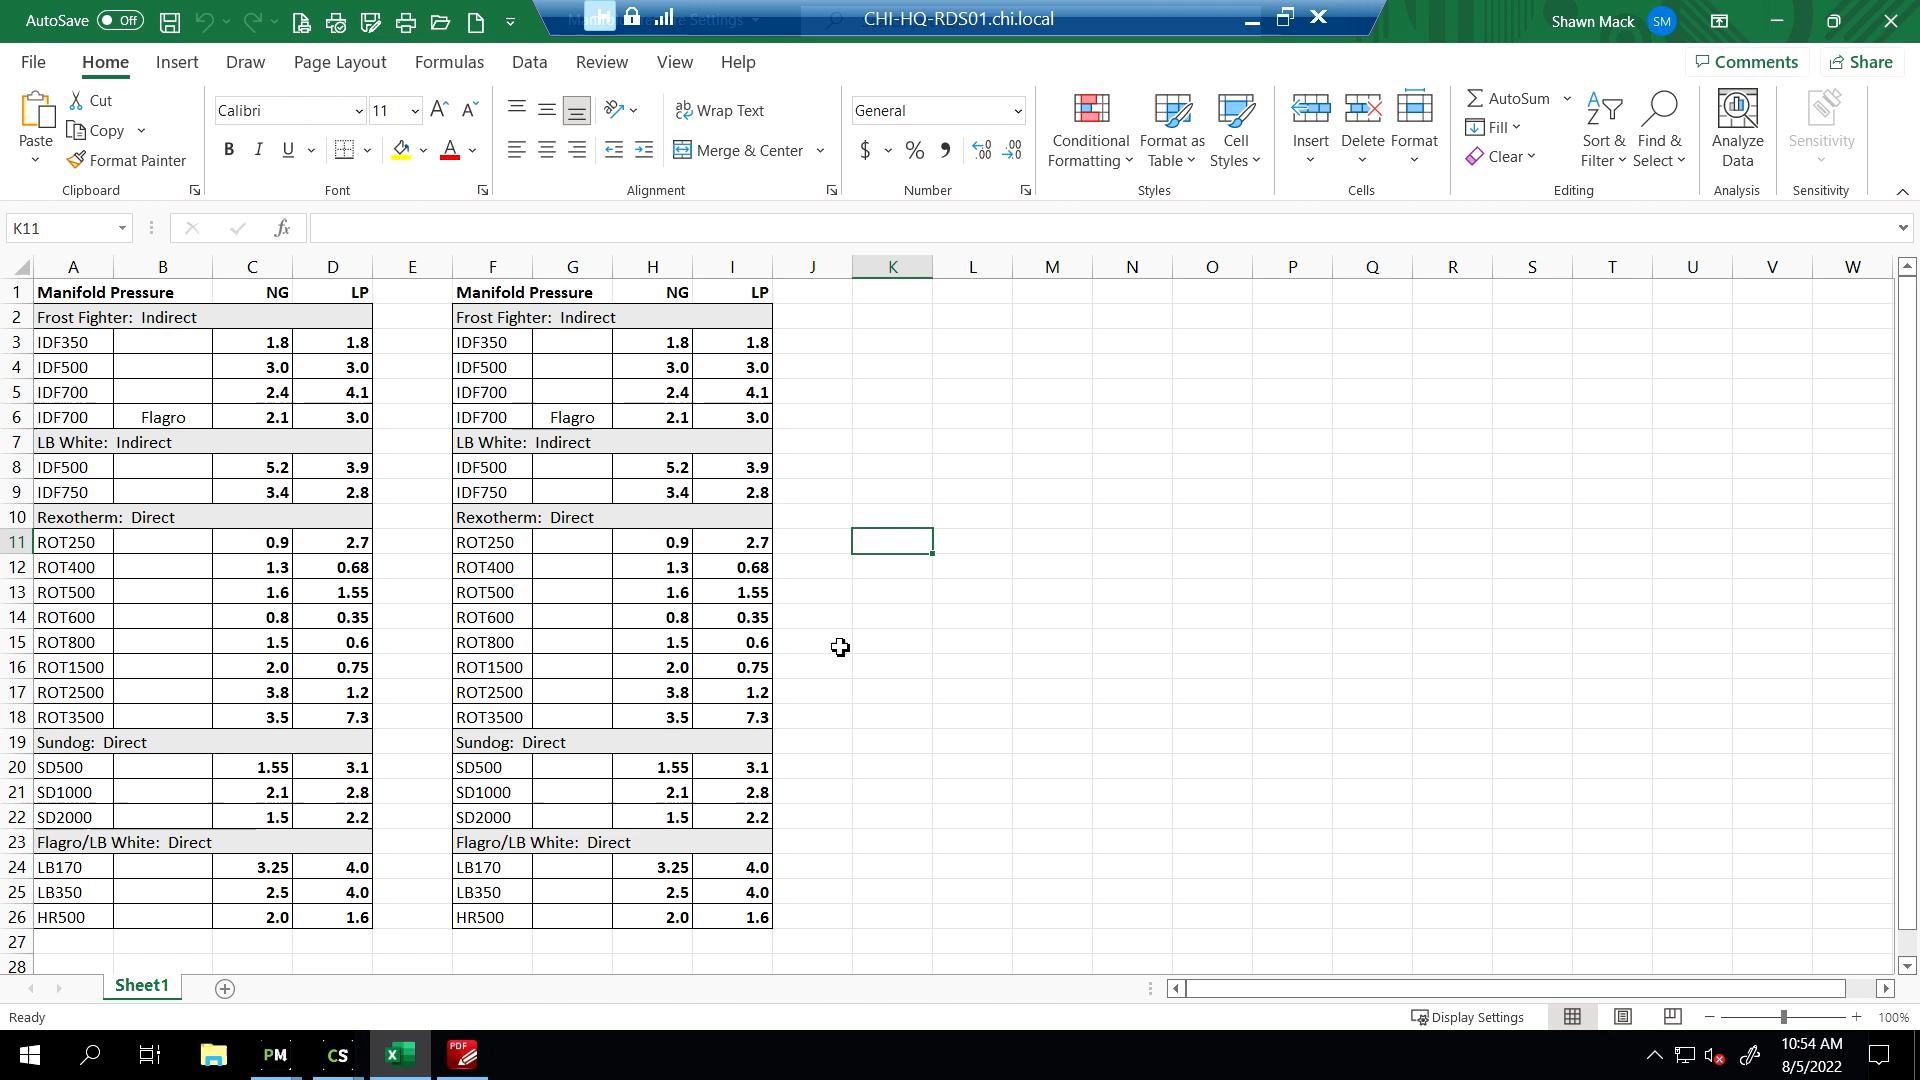 AutoSave Off CHI-HQ-RDS01.chi.local Shawn Mack SM
File Home Insert Draw Page Layout Formulas Data Review View Help Comments Share
Paste Cut Copy Format Painter Clipboard
Calibri 11 Font
Wrap Text Merge & Center Alignment
General Number
Conditional Formatting Format as Table Cell Styles Styles
Insert Delete Format Cells
AutoSum Fill Clear Sort & Filter Find & Select Editing
Analyze Data Analysis
Sensitivity Sensitivity
K11 fx
A B C D E F G H I J K L M N O P Q R S T U V W
1 Manifold Pressure NG LP Manifold Pressure NG LP
2 Frost Fighter: Indirect Frost Fighter: Indirect
3 IDF350 1.8 1.8 IDF350 1.8 1.8
4 IDF500 3.0 3.0 IDF500 3.0 3.0
5 IDF700 2.4 4.1 IDF700 2.4 4.1
6 IDF700 Flagro 2.1 3.0 IDF700 Flagro 2.1 3.0
7 LB White: Indirect LB White: Indirect
8 IDF500 5.2 3.9 IDF500 5.2 3.9
9 IDF750 3.4 2.8 IDF750 3.4 2.8
10 Rexotherm: Direct Rexotherm: Direct
11 ROT250 0.9 2.7 ROT250 0.9 2.7
12 ROT400 1.3 0.68 ROT400 1.3 0.68
13 ROT500 1.6 1.55 ROT500 1.6 1.55
14 ROT600 0.8 0.35 ROT600 0.8 0.35
15 ROT800 1.5 0.6 ROT800 1.5 0.6
16 ROT1500 2.0 0.75 ROT1500 2.0 0.75
17 ROT2500 3.8 1.2 ROT2500 3.8 1.2
18 ROT3500 3.5 7.3 ROT3500 3.5 7.3
19 Sundog: Direct Sundog: Direct
20 SD500 1.55 3.1 SD500 1.55 3.1
21 SD1000 2.1 2.8 SD1000 2.1 2.8
22 SD2000 1.5 2.2 SD2000 1.5 2.2
23 Flagro/LB White: Direct Flagro/LB White: Direct
24 LB170 3.25 4.0 LB170 3.25 4.0
25 LB350 2.5 4.0 LB350 2.5 4.0
26 HR500 2.0 1.6 HR500 2.0 1.6
27
28
Sheet1
Ready Display Settings 100%
PM CS PDF 10:54 AM
8/5/2022